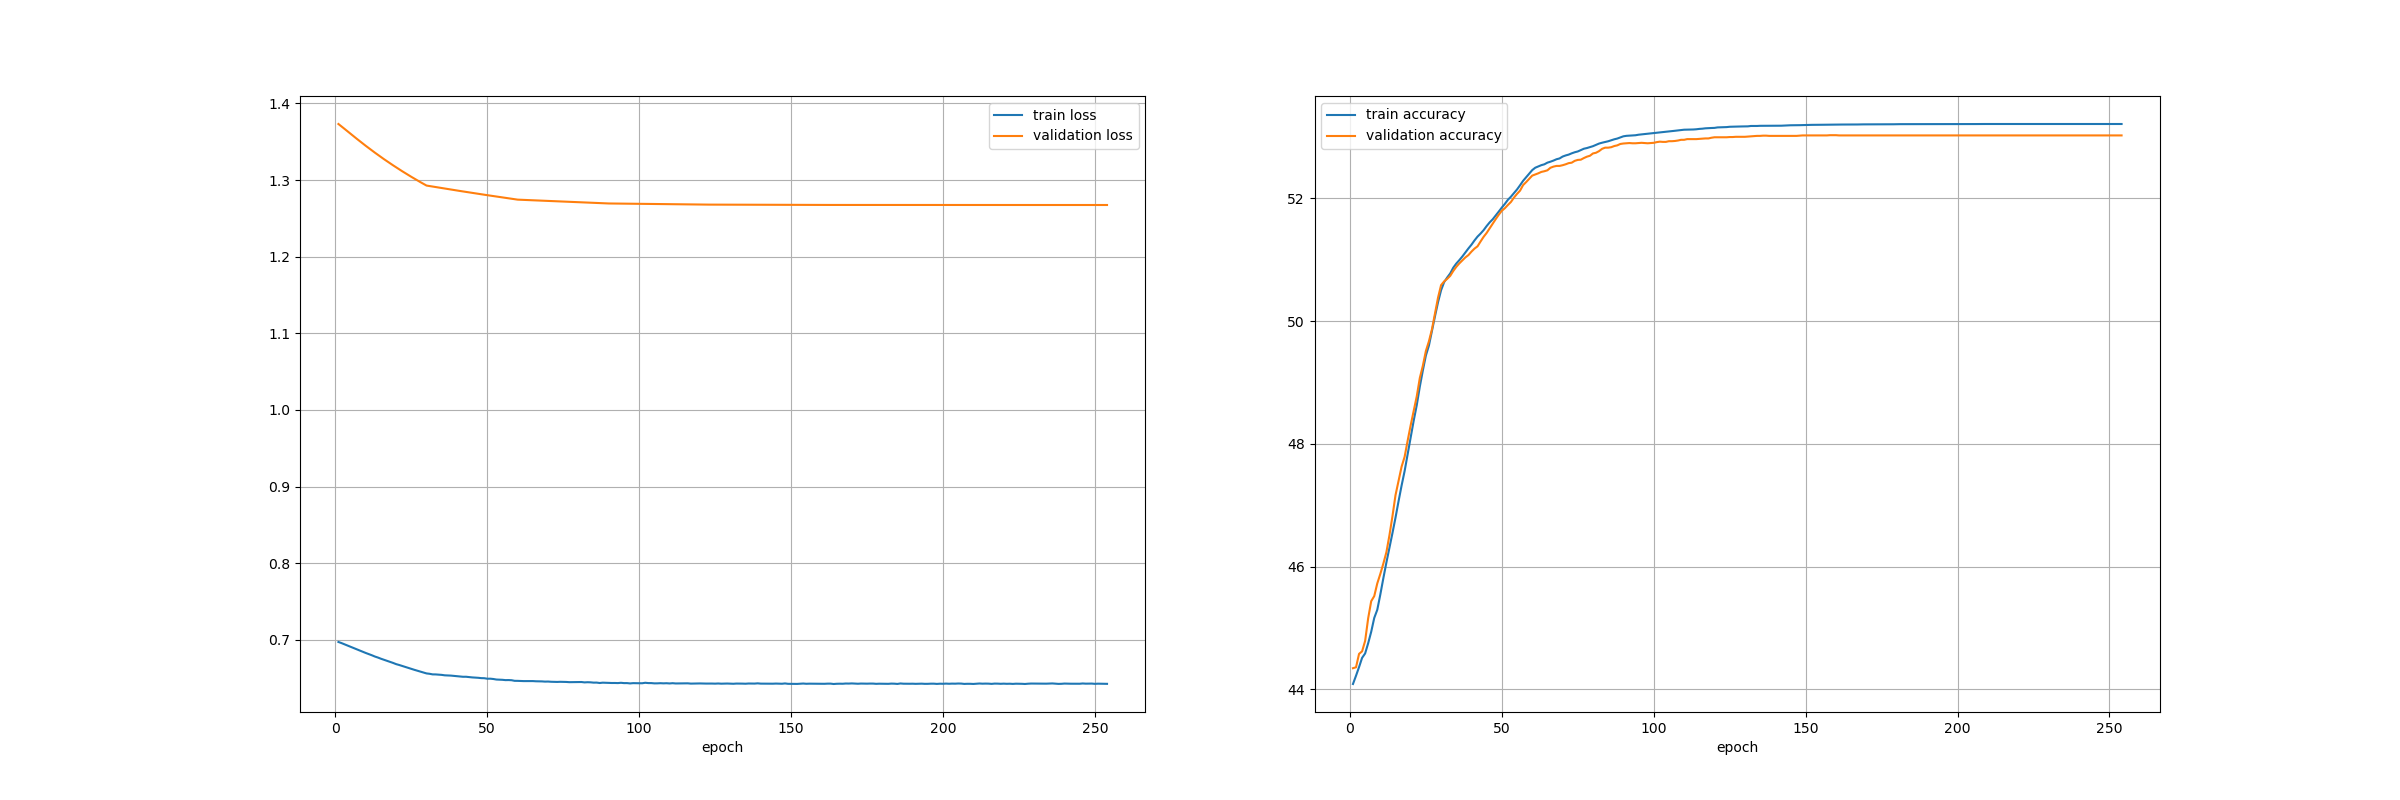 1.4
1.3
1.2
1.1
1.0
0.9
0.8
0.7
0 50 100 150 200 250
epoch
train loss
validation loss
52
50
48
46
44
0 50 100 150 200 250
epoch
train accuracy
validation accuracy